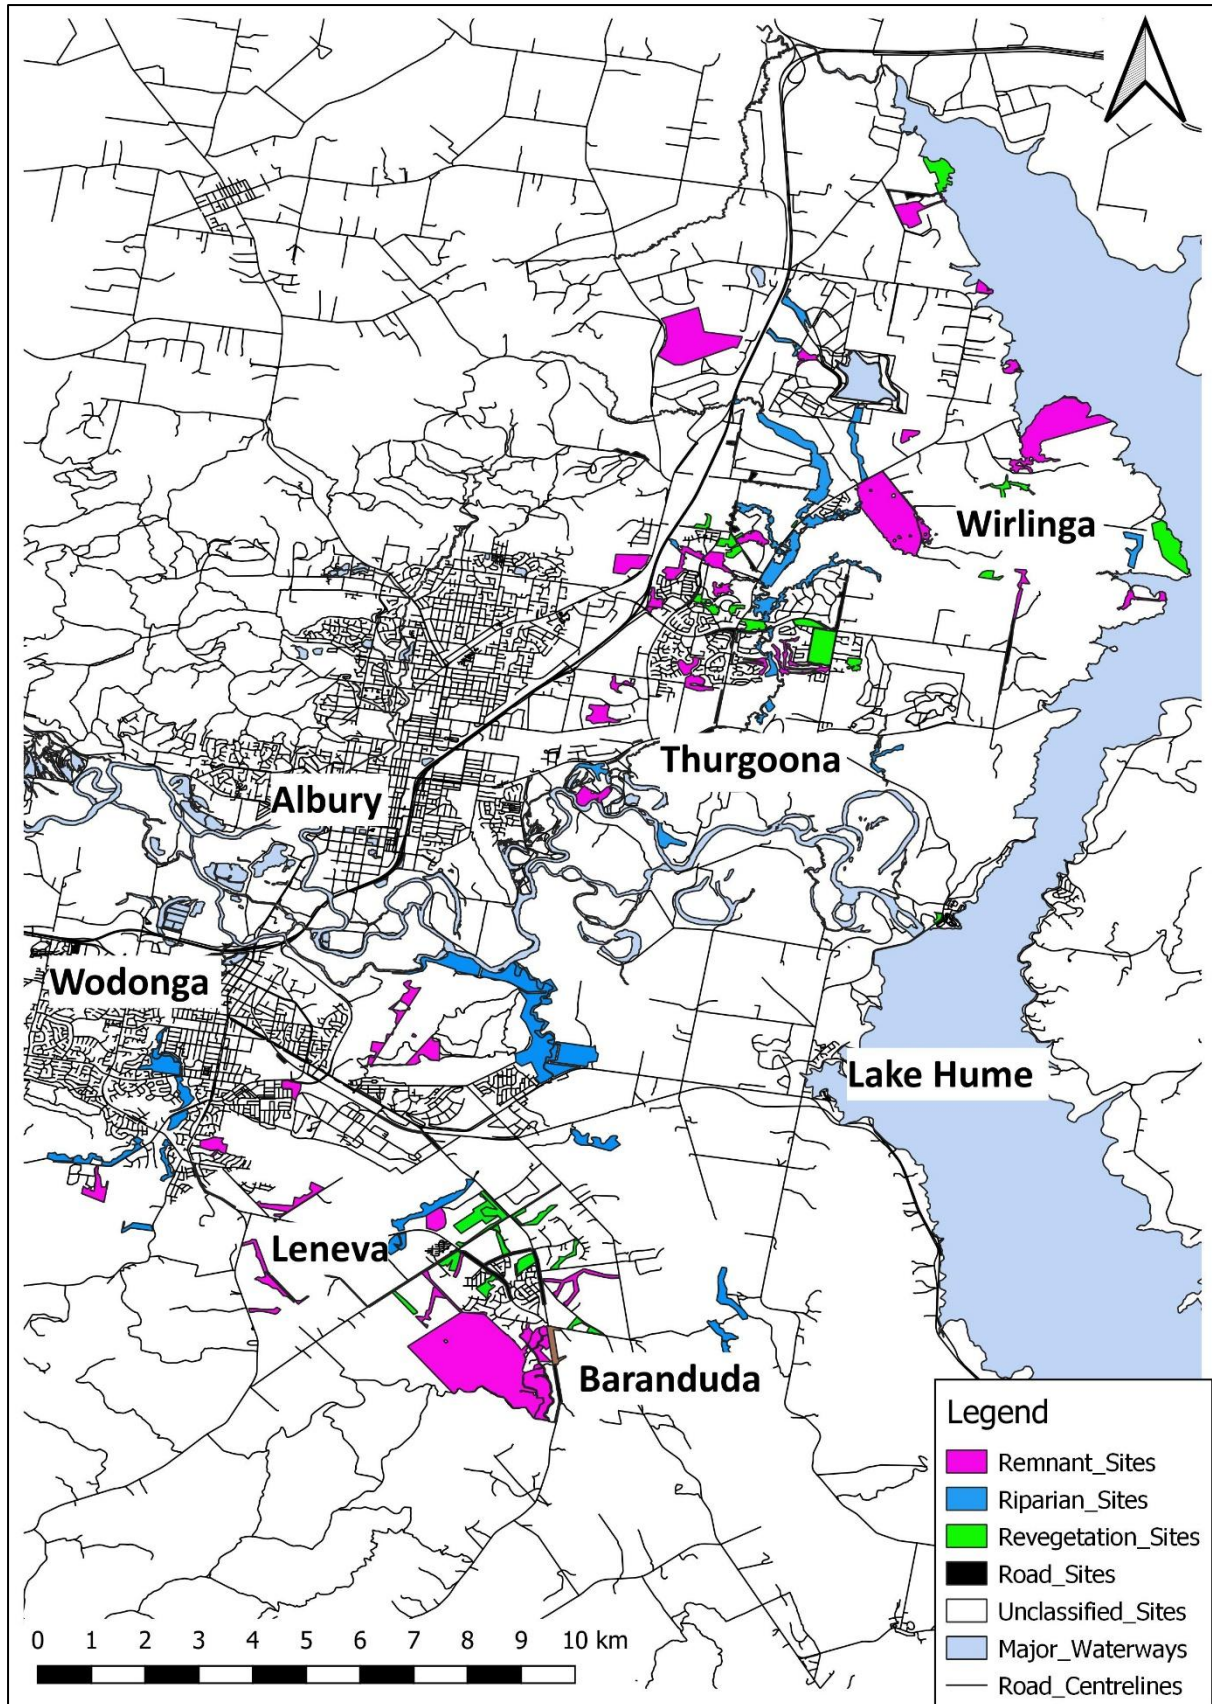 Wirlinga
Thurgoona
Albury
Wodonga
Lake Hume
Leneva
Baranduda
Legend
Remnant_Sites
Riparian_Sites
Revegetation_Sites
Road_Sites
Unclassified_Sites
Major_Waterways
Road_Centrelines
0 1 2 3 4 5 6 7 8 9 10 km